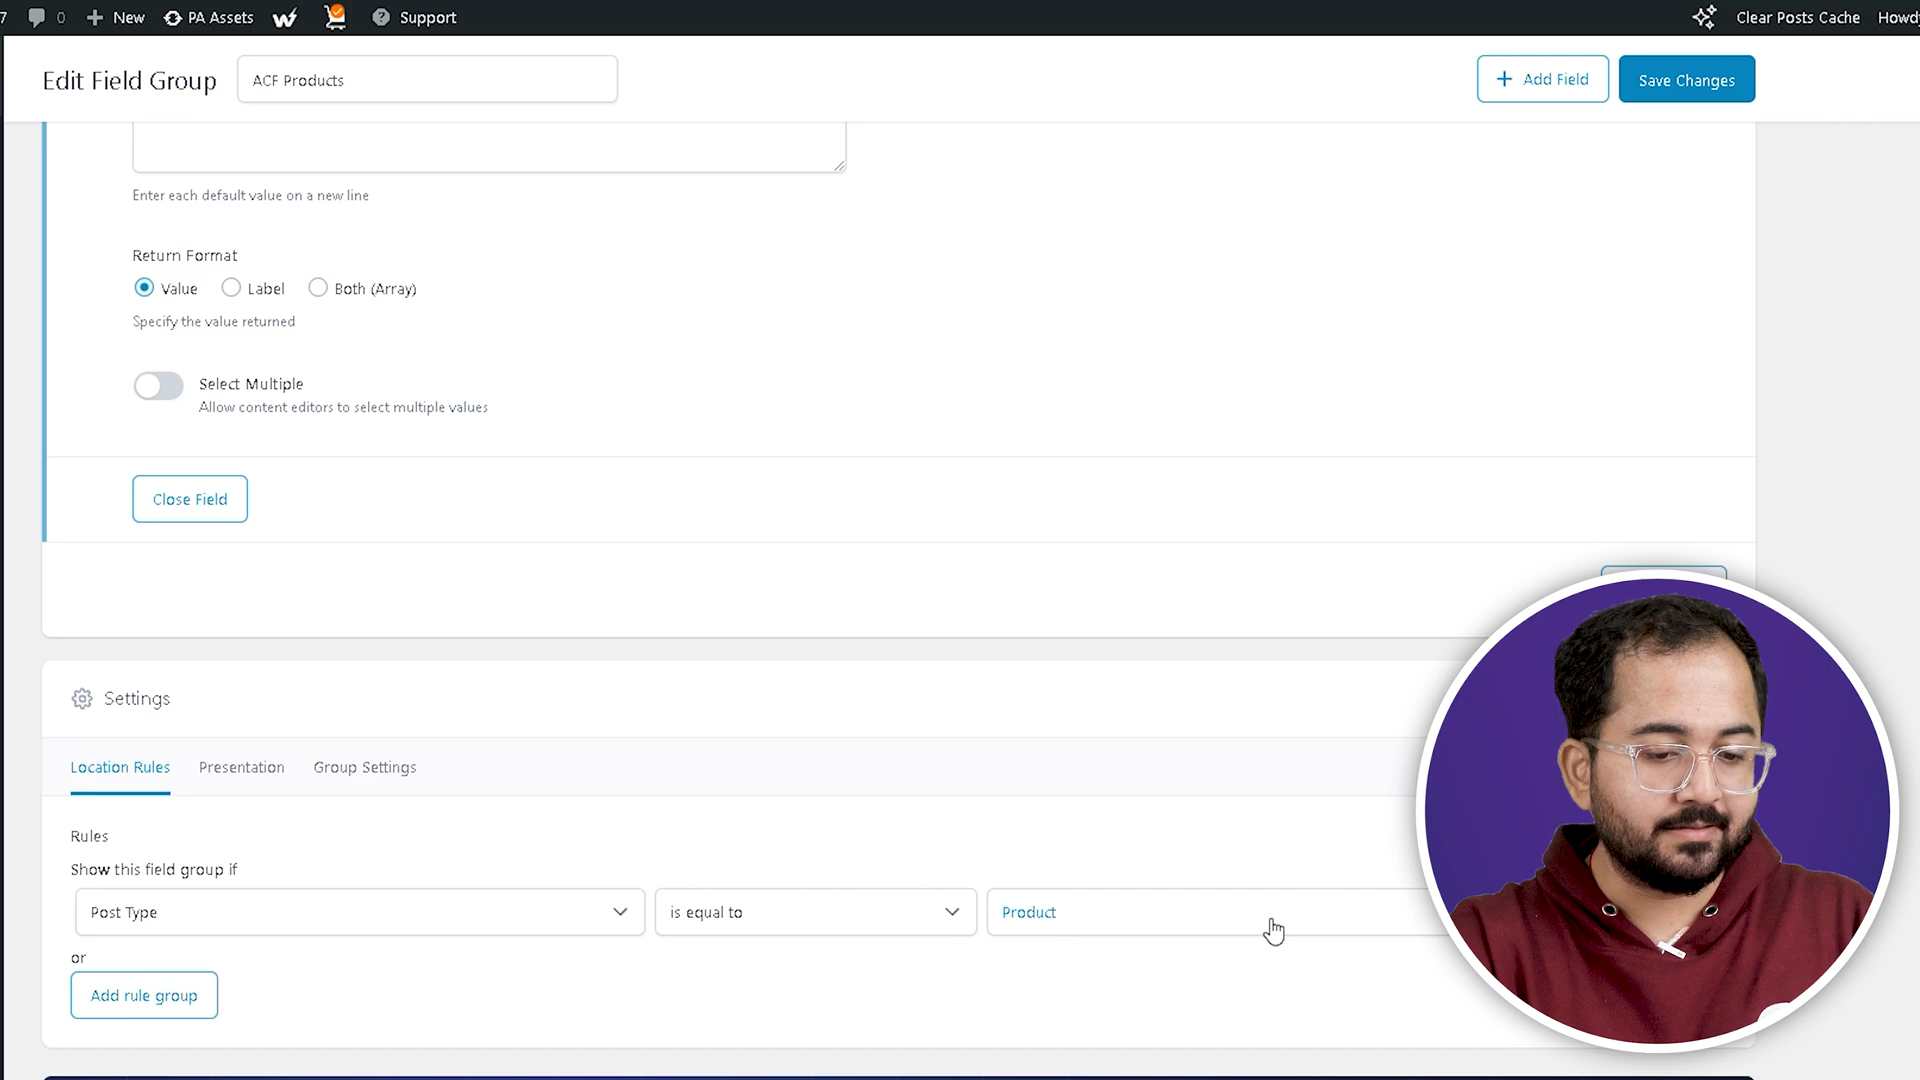 7 0 New PA Assets Support Clear Posts Cache Howdy
Edit Field Group ACF Products Add Field Save Changes
Enter each default value on a new line
Return Format
Value Label Both (Array)
Specify the value returned
Select Multiple
Allow content editors to select multiple values
Close Field
Settings
Location Rules Presentation Group Settings
Rules
Show this field group if
Post Type is equal to Product
or
Add rule group